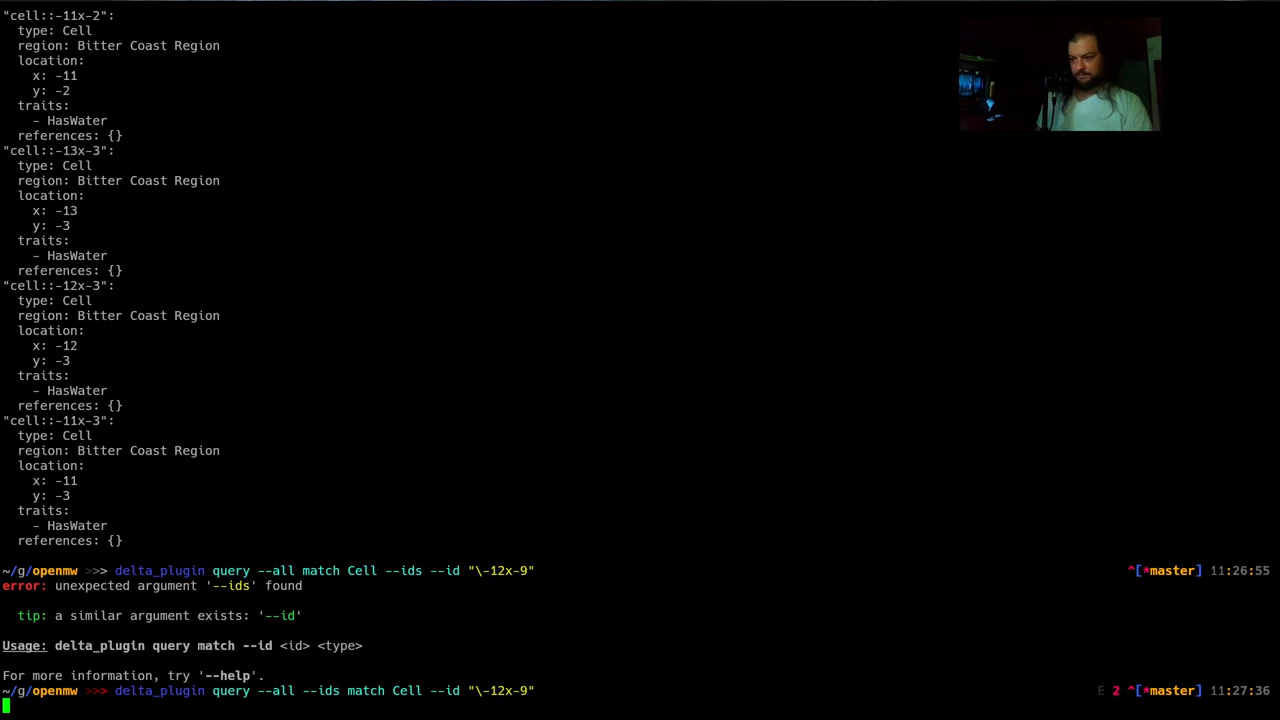 "cell::-11x-2":
type: Cell
region: Bitter Coast Region
location:
x: -11
y: -2
traits:
- HasWater
references: {}
"cell::-13x-3":
type: Cell
region: Bitter Coast Region
location:
x: -13
y: -3
traits:
- HasWater
references: {}
"cell::-12x-3":
type: Cell
region: Bitter Coast Region
location:
x: -12
y: -3
traits:
- HasWater
references: {}
"cell::-11x-3":
type: Cell
region: Bitter Coast Region
location:
x: -11
y: -3
traits:
- HasWater
references: {}
~/g/openmw >>> delta_plugin query --all match Cell --ids --id "\-12x-9" ^[*master] 11:26:55
error: unexpected argument '--ids' found
tip: a similar argument exists: '--id'
Usage: delta_plugin query match --id <id> <type>
For more information, try '--help'.
~/g/openmw >>> delta_plugin query --all --ids match Cell --id "\-12x-9" E 2 ^[*master] 11:27:36